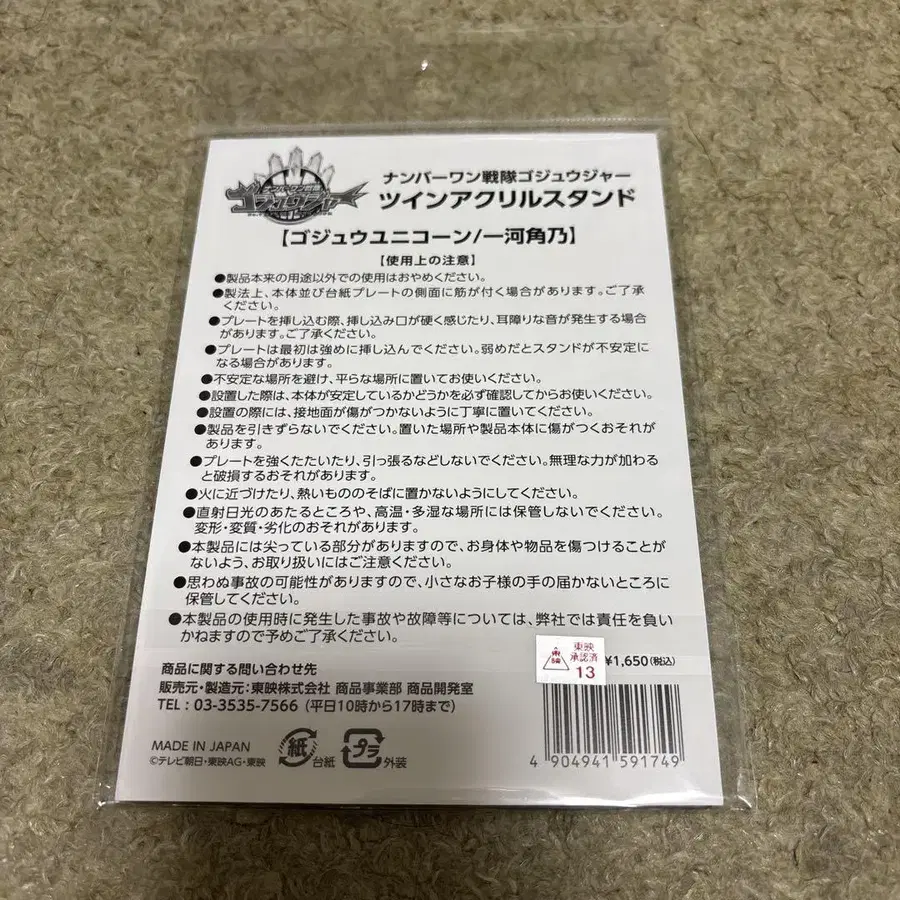 ナンバーワン戦隊
ゴジュウジャー
ナンバーワン戦隊ゴジュウジャー
ツインアクリルスタンド
【ゴジュウユニコーン/一河角乃】
【使用上の注意】
●製品本来の用途以外での使用はおやめください。
●製法上、本体並び台紙プレートの側面に筋が付く場合があります。ご了承
ください。
●プレートを挿し込む際、挿し込み口が硬く感じたり、耳障りな音が発生する場合
があります。ご了承ください。
●プレートは最初は強めに挿し込んでください。弱めだとスタンドが不安定に
なる場合があります。
●不安定な場所を避け、平らな場所に置いてお使いください。
●設置した際は、本体が安定しているかどうかを必ず確認してからお使いください。
●設置の際には、接地面が傷がつかないように丁寧に置いてください。
●製品を引きずらないでください。置いた場所や製品本体に傷がつくおそれが
あります。
●プレートを強くたたいたり、引っ張るなどしないでください。無理な力が加わる
と破損するおそれがあります。
●火に近づけたり、熱いもののそばに置かないようにしてください。
●直射日光のあたるところや、高温・多湿な場所には保管しないでください。
変形・変質・劣化のおそれがあります。
●本製品には尖っている部分がありますので、お身体や物品を傷つけることが
ないよう、お取り扱いにはご注意ください。
●思わぬ事故の可能性がありますので、小さなお子様の手の届かないところに
保管してください。
●本製品の使用時に発生した事故や故障等については、弊社では責任を負い
かねますので予めご了承ください。
商品に関する問い合わせ先
販売元・製造元:東映株式会社 商品事業部 商品開発室
TEL : 03-3535-7566 (平日10時から17時まで)
東映
承認済
13
¥1,650(税込)
MADE IN JAPAN
©テレビ朝日・東映AG・東映
紙
台紙
プラ
外装
4 904941 591749